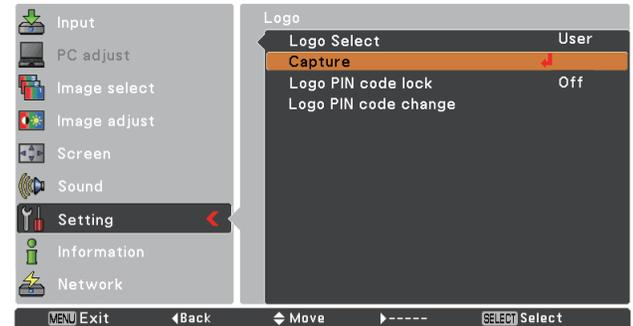 Input
PC adjust
Image select
Image adjust
Screen
Sound
Setting
Information
Network
Logo
Logo Select User
Capture
Logo PIN code lock Off
Logo PIN code change
MENU Exit Back Move ----- SELECT Select